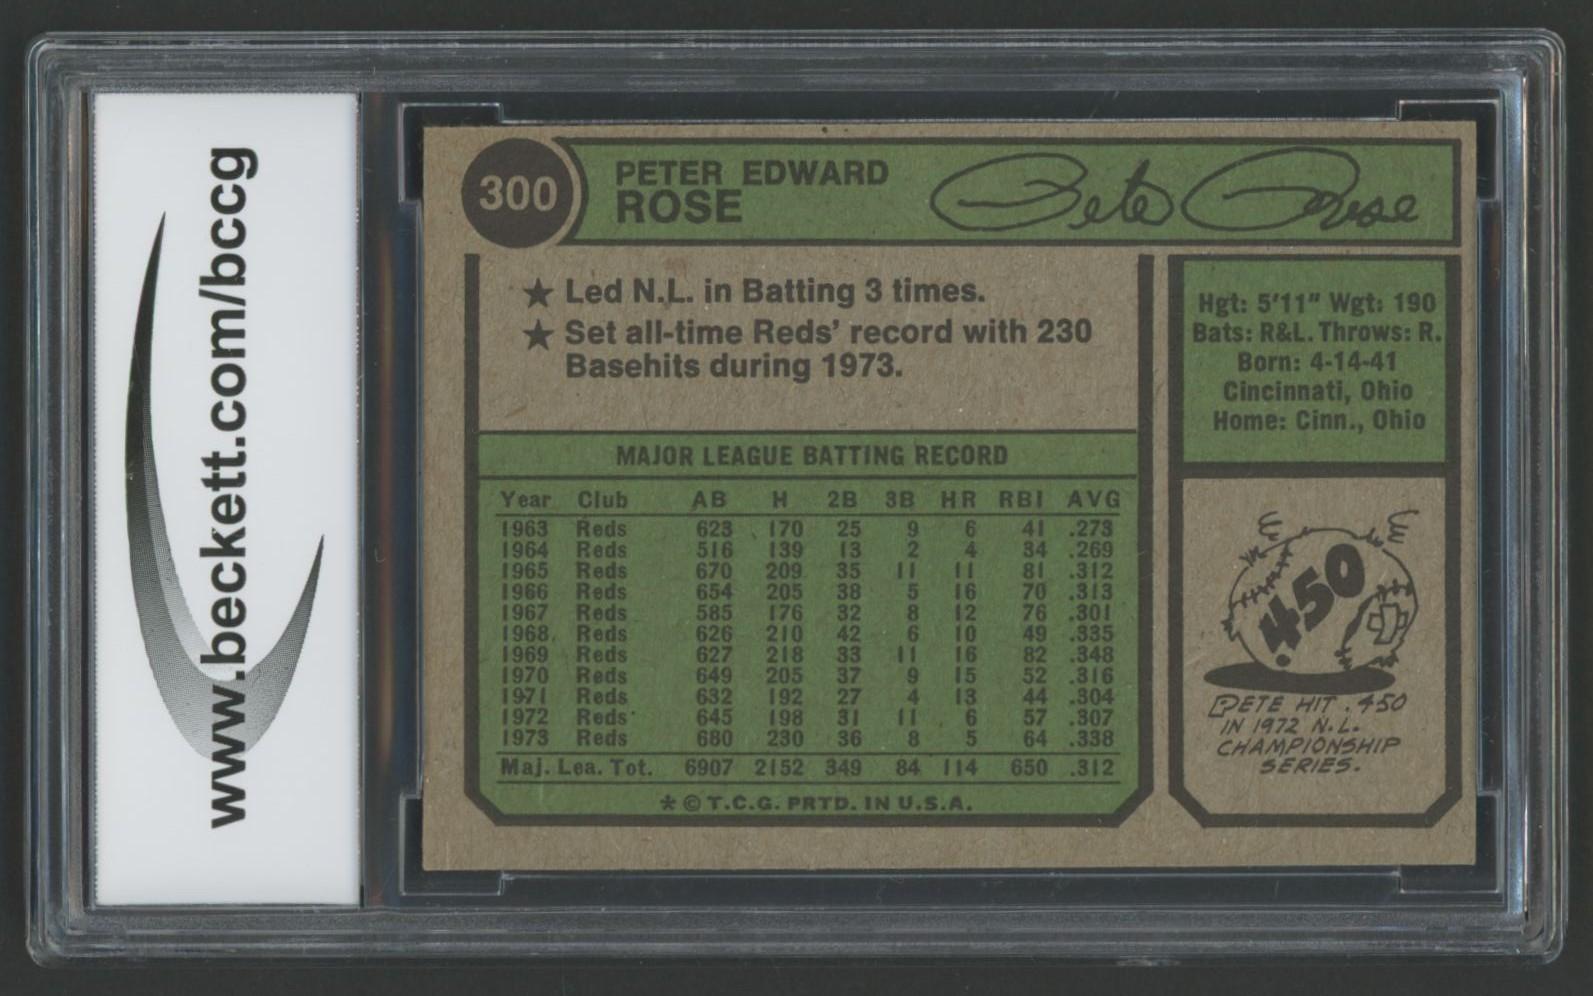 www.beckett.com/bccg
300
PETER EDWARD
ROSE
Pete Rose
★ Led N.L. in Batting 3 times.
★ Set all-time Reds' record with 230
Basehits during 1973.
MAJOR LEAGUE BATTING RECORD
Year Club AB H 2B 3B HR RBI AVG
1963 Reds 623 170 25 9 6 41 .273
1964 Reds 516 139 13 2 4 34 .269
1965 Reds 670 209 35 11 11 81 .312
1966 Reds 654 205 38 5 16 70 .313
1967 Reds 585 176 32 8 12 76 .301
1968 Reds 626 210 42 6 10 49 .335
1969 Reds 627 218 33 11 16 82 .348
1970 Reds 649 205 37 9 15 52 .316
1971 Reds 632 192 27 4 13 44 .304
1972 Reds 645 198 31 11 6 57 .307
1973 Reds 680 230 36 8 5 64 .338
Maj. Lea. Tot. 6907 2152 349 84 114 650 .312
* © T.C.G. PRTD. IN U.S.A.
Hgt: 5'11" Wgt: 190
Bats: R&L. Throws: R.
Born: 4-14-41
Cincinnati, Ohio
Home: Cinn., Ohio
.450
PETE HIT .450
IN 1972 N.L.
CHAMPIONSHIP
SERIES.